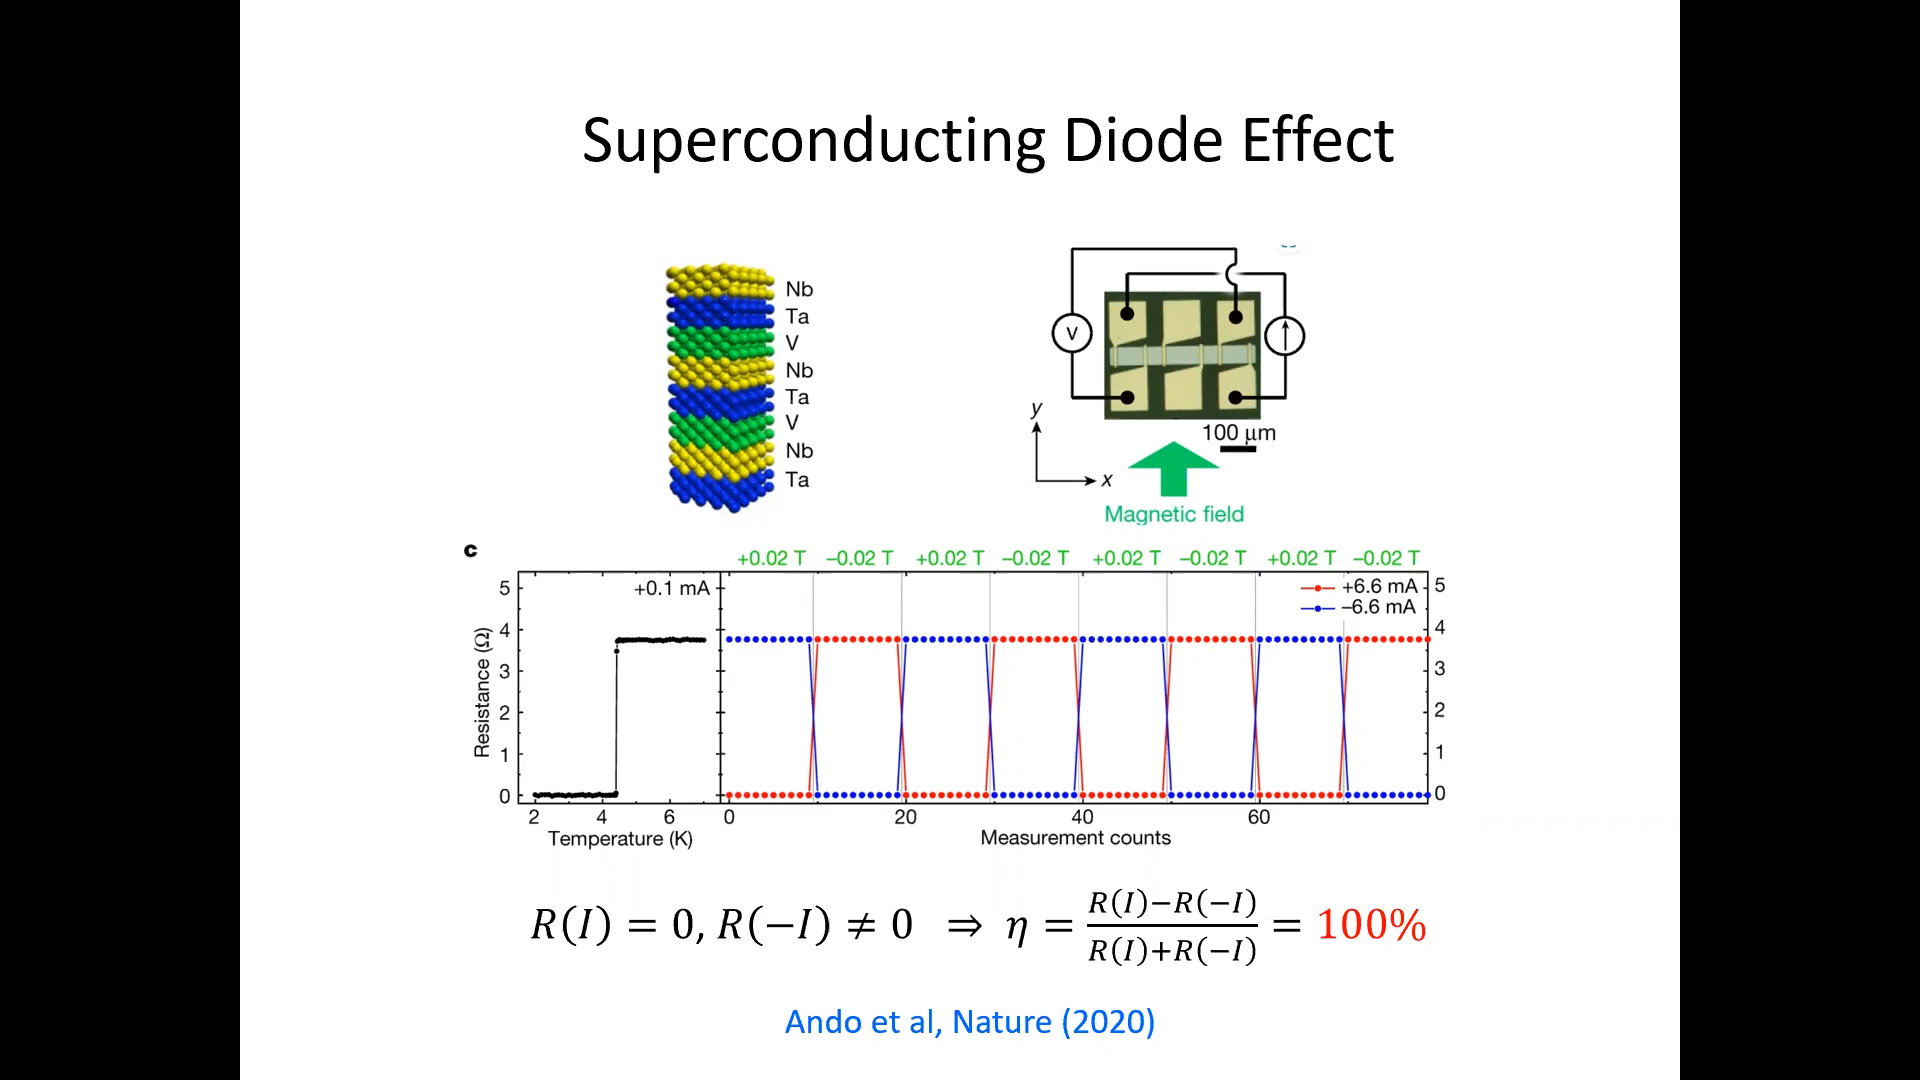 Superconducting Diode Effect
Nb
Ta
V
Nb
Ta
V
Nb
Ta
V
y
x
100 μm
Magnetic field
c
+0.02 T −0.02 T +0.02 T −0.02 T +0.02 T −0.02 T +0.02 T −0.02 T
+0.1 mA
+6.6 mA
−6.6 mA
5
4
3
2
1
0
Resistance (Ω)
5
4
3
2
1
0
2 4 6 0 20 40 60
Temperature (K)
Measurement counts
R(I) = 0, R(−I) ≠ 0 ⇒ η = R(I)−R(−I) / R(I)+R(−I) = 100%
Ando et al, Nature (2020)